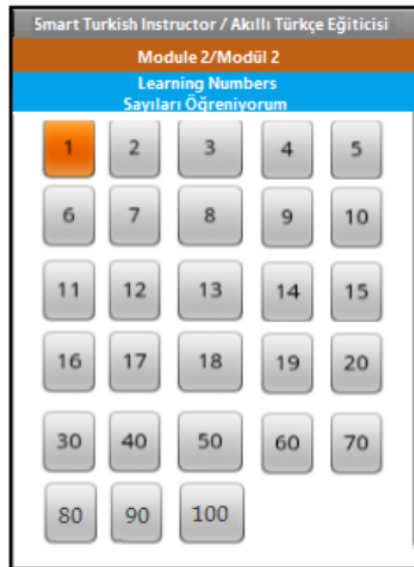 Smart Turkish Instructor / Akıllı Türkçe Eğiticisi
Module 2/Modül 2
Learning Numbers
Sayıları Öğreniyorum
1 2 3 4 5
6 7 8 9 10
11 12 13 14 15
16 17 18 19 20
30 40 50 60 70
80 90 100